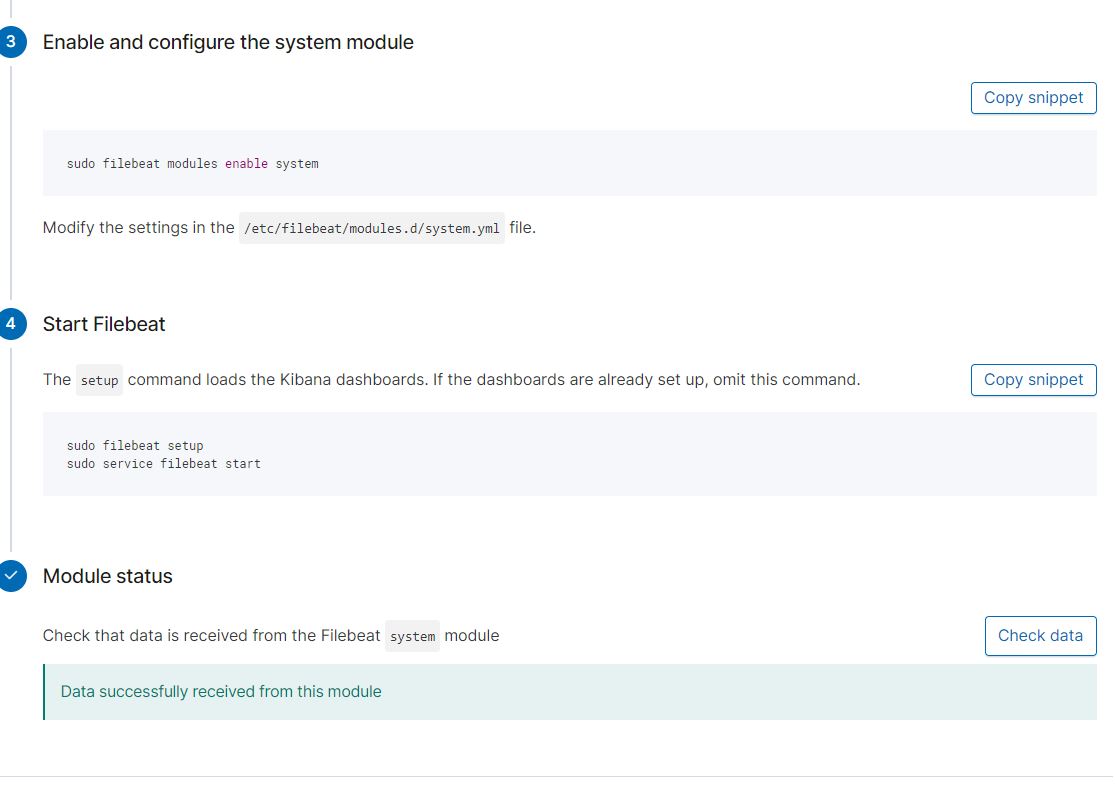 3 Enable and configure the system module
Copy snippet
sudo filebeat modules enable system
Modify the settings in the /etc/filebeat/modules.d/system.yml file.
4 Start Filebeat
The setup command loads the Kibana dashboards. If the dashboards are already set up, omit this command.
Copy snippet
sudo filebeat setup
sudo service filebeat start
Module status
Check that data is received from the Filebeat system module
Check data
Data successfully received from this module